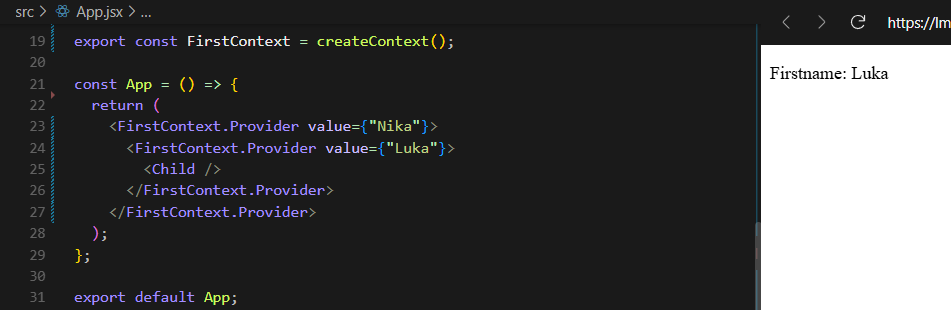 src > App.jsx > ...
https://lm
19 export const FirstContext = createContext();
20
21 const App = () => {
22   return (
23     <FirstContext.Provider value={"Nika"}>
24       <FirstContext.Provider value={"Luka"}>
25         <Child />
26       </FirstContext.Provider>
27     </FirstContext.Provider>
28   );
29 };
30
31 export default App;
Firstname: Luka